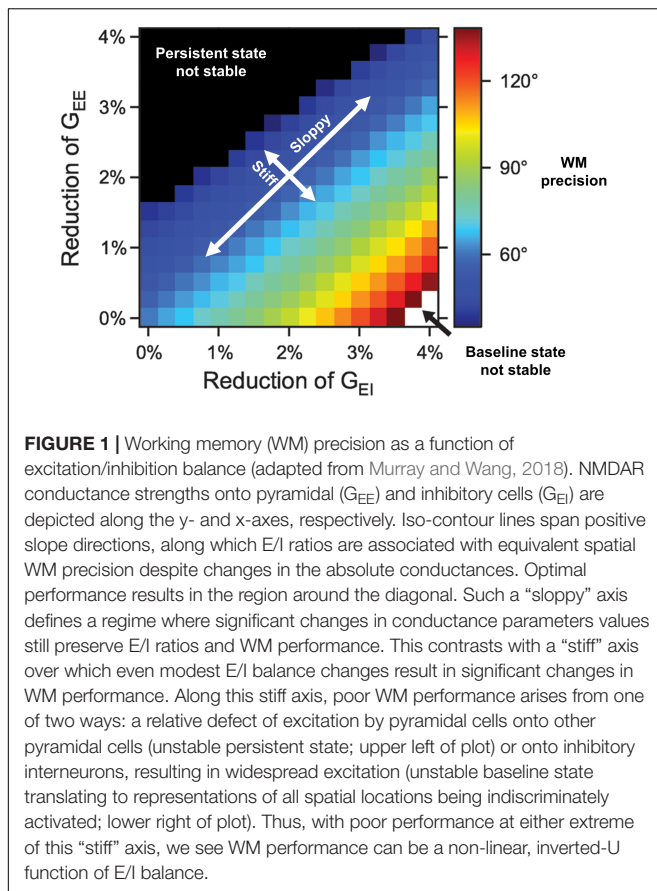 4%
3%
2%
1%
0%
Reduction of G_EE
Persistent state
not stable
Sloppy
Stiff
0%
1%
2%
3%
4%
Reduction of G_EI
120°
90°
60°
WM
precision
Baseline state
not stable
FIGURE 1 | Working memory (WM) precision as a function of
excitation/inhibition balance (adapted from Murray and Wang, 2018). NMDAR
conductance strengths onto pyramidal (G_EE) and inhibitory cells (G_EI) are
depicted along the y- and x-axes, respectively. Iso-contour lines span positive
slope directions, along which E/I ratios are associated with equivalent spatial
WM precision despite changes in the absolute conductances. Optimal
performance results in the region around the diagonal. Such a “sloppy” axis
defines a regime where significant changes in conductance parameters values
still preserve E/I ratios and WM performance. This contrasts with a “stiff” axis
over which even modest E/I balance changes result in significant changes in
WM performance. Along this stiff axis, poor WM performance arises from one
of two ways: a relative defect of excitation by pyramidal cells onto other
pyramidal cells (unstable persistent state; upper left of plot) or onto inhibitory
interneurons, resulting in widespread excitation (unstable baseline state
translating to representations of all spatial locations being indiscriminately
activated; lower right of plot). Thus, with poor performance at either extreme
of this “stiff” axis, we see WM performance can be a non-linear, inverted-U
function of E/I balance.